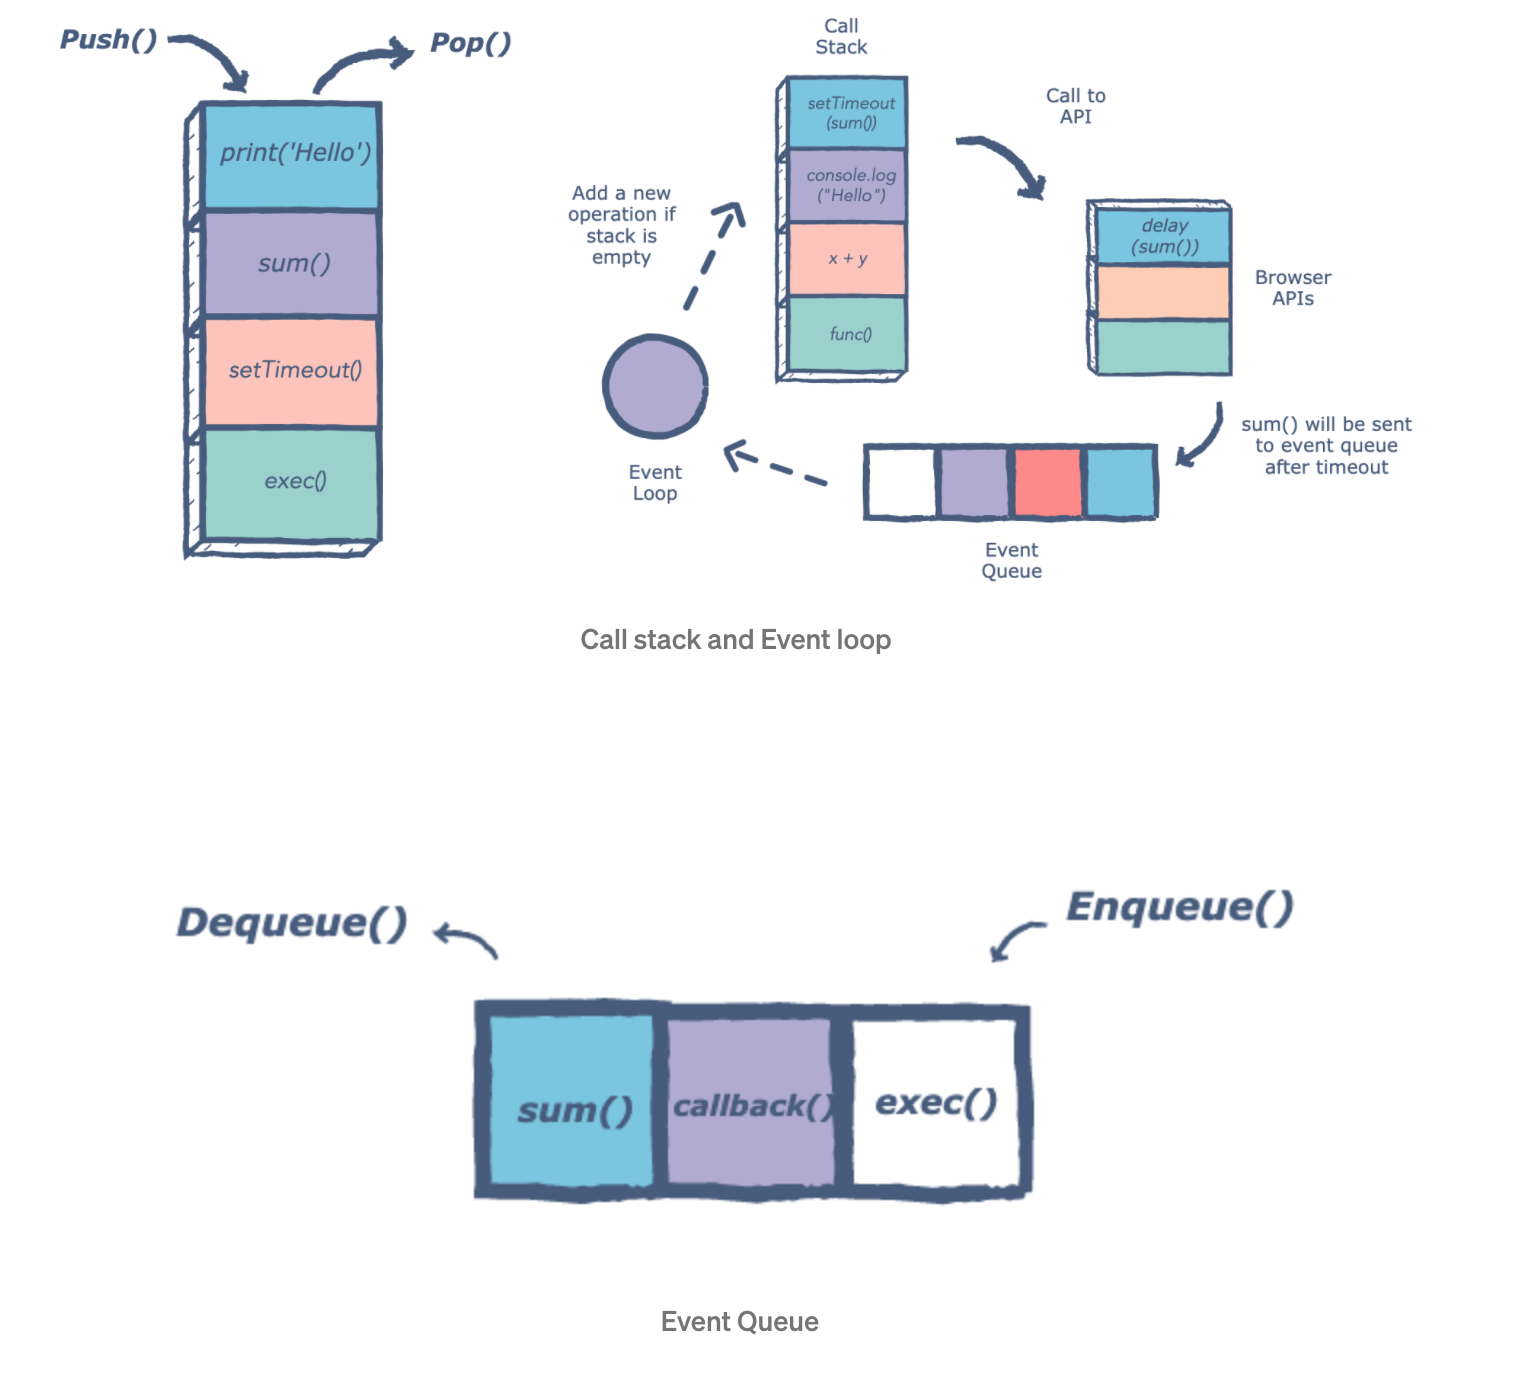 Push()
Pop()
print('Hello')
sum()
setTimeout()
exec()
Call
Stack
setTimeout
(sum())
console.log
("Hello")
x + y
func()
Call to
API
Add a new
operation if
stack is
empty
delay
(sum())
Browser
APIs
Event
Loop
sum() will be sent
to event queue
after timeout
Event
Queue
Call stack and Event loop
Dequeue()
Enqueue()
sum()
callback()
exec()
Event Queue